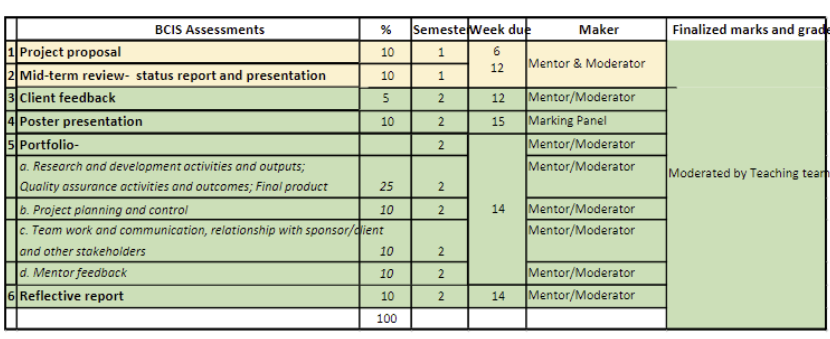 BCIS Assessments % Semeste Week due Maker Finalized marks and grade
1 Project proposal 10 1 6
2 Mid-term review- status report and presentation 10 1 12 Mentor & Moderator
3 Client feedback 5 2 12 Mentor/Moderator
4 Poster presentation 10 2 15 Marking Panel
5 Portfolio- 2 Mentor/Moderator
a. Research and development activities and outputs; Mentor/Moderator
Quality assurance activities and outcomes; Final product 25 2
Moderated by Teaching team
b. Project planning and control 10 2 14 Mentor/Moderator
c. Team work and communication, relationship with sponsor/client Mentor/Moderator
and other stakeholders 10 2
d. Mentor feedback 10 2 Mentor/Moderator
6 Reflective report 10 2 14 Mentor/Moderator
100